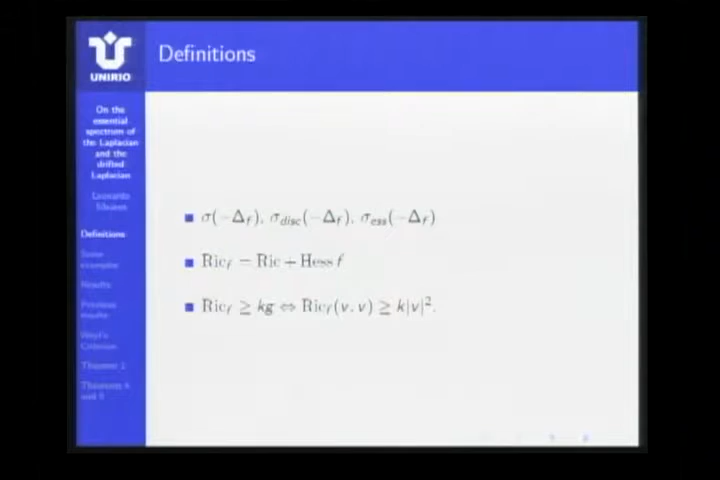 UNIRIO
Definitions
On the
essential
spectrum of
the Laplacian
and the
drifted
Laplacian
Leonardo
Silvares
Definitions
Some
examples
Results
Previous
results
Weyl's
Criterion
Theorem 1
Theorems 4
and 5
σ(−Δ_f), σ_disc(−Δ_f), σ_ess(−Δ_f)
Ric_f = Ric + Hess f
Ric_f ≥ kg ⇔ Ric_f(v, v) ≥ k|v|².